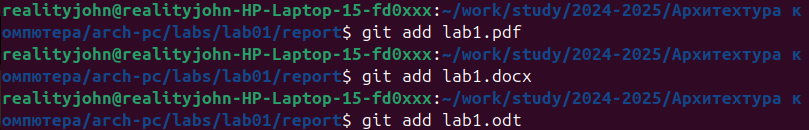 realityjohn@realityjohn-HP-Laptop-15-fd0xxx:~/work/study/2024-2025/Архитехтура к
омпютера/arch-pc/labs/lab01/report$ git add lab1.pdf
realityjohn@realityjohn-HP-Laptop-15-fd0xxx:~/work/study/2024-2025/Архитехтура к
омпютера/arch-pc/labs/lab01/report$ git add lab1.docx
realityjohn@realityjohn-HP-Laptop-15-fd0xxx:~/work/study/2024-2025/Архитехтура к
омпютера/arch-pc/labs/lab01/report$ git add lab1.odt